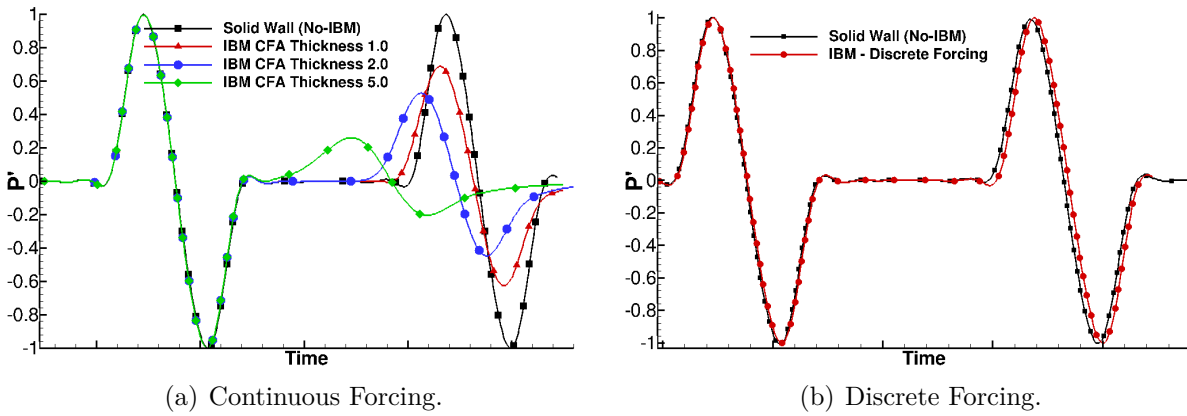 1
0.8
0.6
0.4
0.2
0
-0.2
-0.4
-0.6
-0.8
-1
P'
Solid Wall (No-IBM)
IBM CFA Thickness 1.0
IBM CFA Thickness 2.0
IBM CFA Thickness 5.0
Time
(a) Continuous Forcing.
1
0.8
0.6
0.4
0.2
0
-0.2
-0.4
-0.6
-0.8
-1
P'
Solid Wall (No-IBM)
IBM - Discrete Forcing
Time
(b) Discrete Forcing.